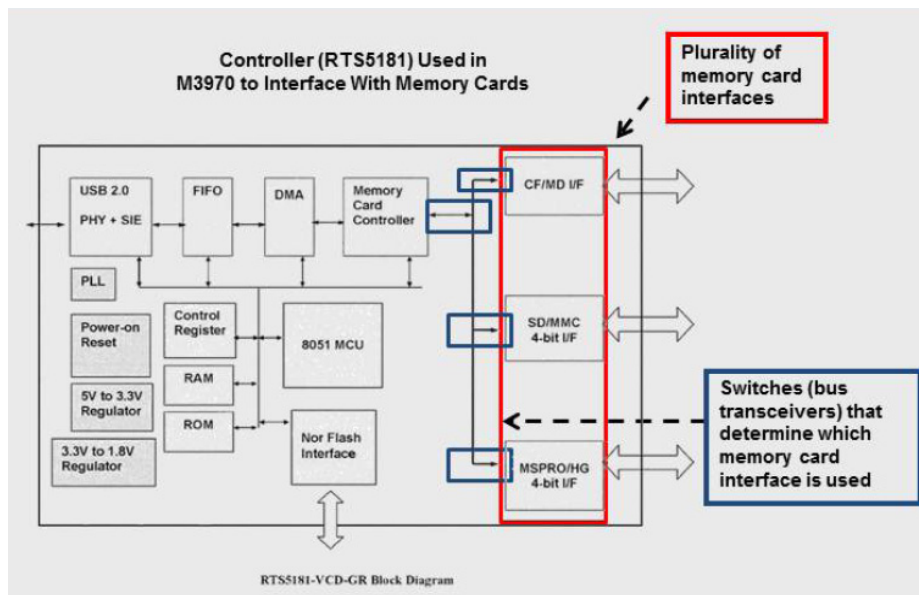 Controller (RTS5181) Used in
M3970 to Interface With Memory Cards
Plurality of
memory card
interfaces
USB 2.0
PHY + SIE
FIFO
DMA
Memory
Card
Controller
CF/MD I/F
PLL
Power-on
Reset
Control
Register
8051 MCU
SD/MMC
4-bit I/F
5V to 3.3V
Regulator
RAM
ROM
3.3V to 1.8V
Regulator
Nor Flash
Interface
MSPRO/HG
4-bit I/F
Switches (bus
transceivers) that
determine which
memory card
interface is used
RTS5181-VCD-GR Block Diagram